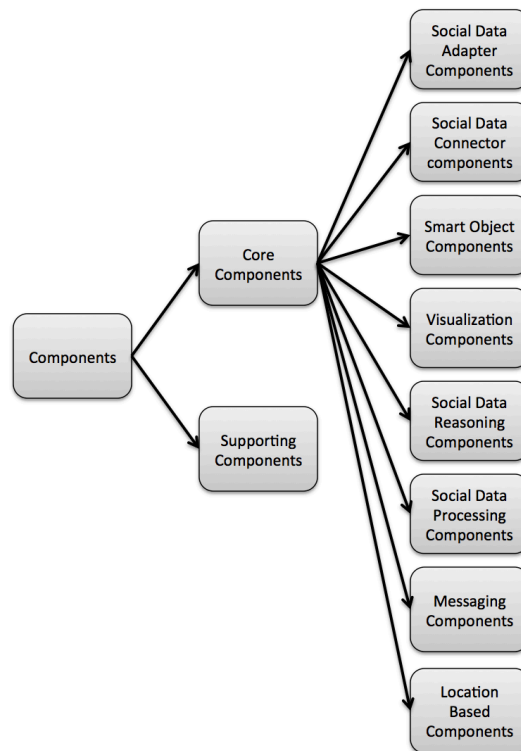 Components
Core
Components
Supporting
Components
Social Data
Adapter
Components
Social Data
Connector
components
Smart Object
Components
Visualization
Components
Social Data
Reasoning
Components
Social Data
Processing
Components
Messaging
Components
Location
Based
Components